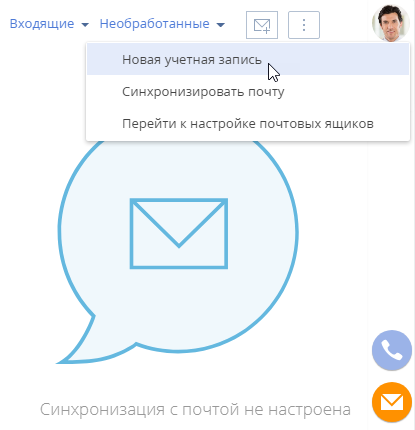 Входящие Необработанные
Новая учетная запись
Синхронизировать почту
Перейти к настройке почтовых ящиков
Синхронизация с почтой не настроена